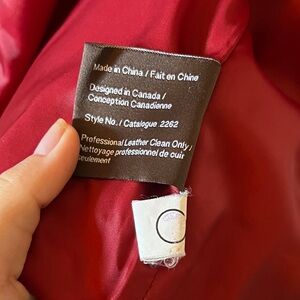 Made in China / Fait en Chine
Designed in Canada /
Conception Canadienne
Style No. / Catalogue 2262
Professional Leather Clean Only /
Nettoyage professionnel de cuir
seulement